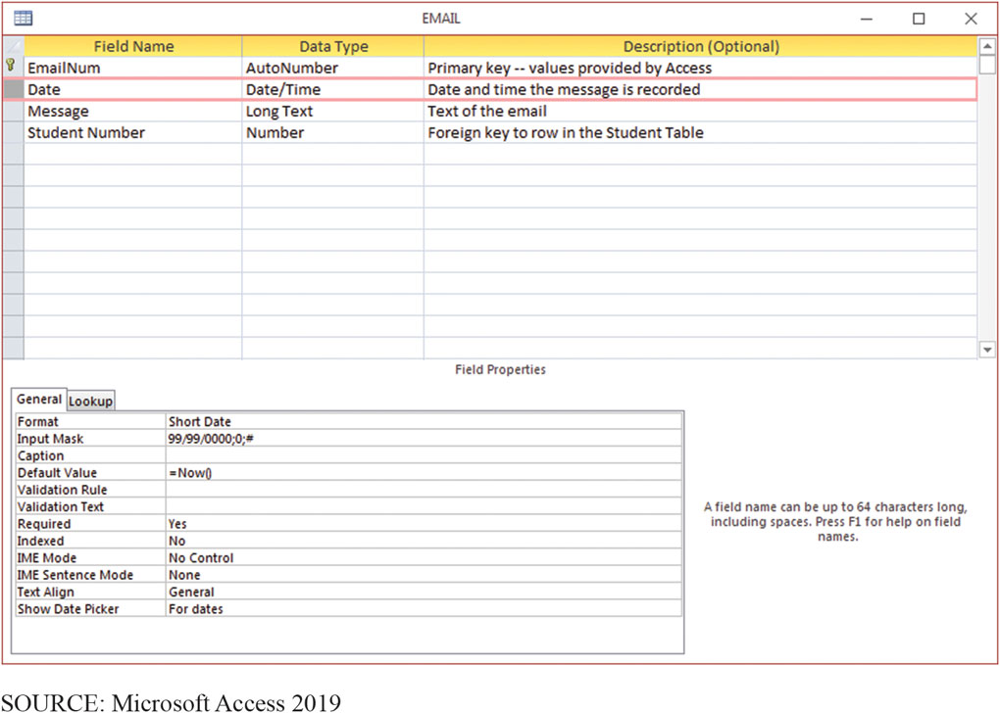 EMAIL
Field Name Data Type Description (Optional)
EmailNum AutoNumber Primary key -- values provided by Access
Date Date/Time Date and time the message is recorded
Message Long Text Text of the email
Student Number Number Foreign key to row in the Student Table
Field Properties
General Lookup
Format Short Date
Input Mask 99/99/0000;0;#
Caption
Default Value =Now()
Validation Rule
Validation Text
Required Yes
Indexed No
IME Mode No Control
IME Sentence Mode None
Text Align General
Show Date Picker For dates
A field name can be up to 64 characters long,
including spaces. Press F1 for help on field
names.
SOURCE: Microsoft Access 2019